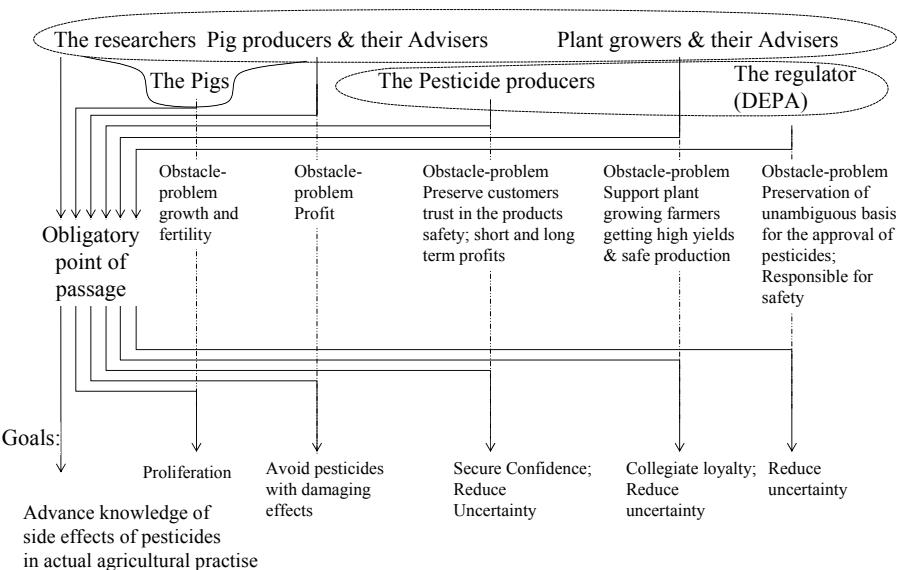 The researchers Pig producers & their Advisers Plant growers & their Advisers
The Pigs
The Pesticide producers
The regulator
(DEPA)
Obstacle-
problem
growth and
fertility
Obstacle-
problem
Profit
Obstacle-problem
Preserve customers
trust in the products
safety; short and long
term profits
Obstacle-problem
Support plant
growing farmers
getting high yields
& safe production
Obstacle-problem
Preservation of
unambiguous basis
for the approval of
pesticides;
Responsible for
safety
Obligatory
point of
passage
Goals:
Advance knowledge of
side effects of pesticides
in actual agricultural practise
Proliferation
Avoid pesticides
with damaging
effects
Secure Confidence;
Reduce
Uncertainty
Collegiate loyalty;
Reduce
uncertainty
Reduce
uncertainty